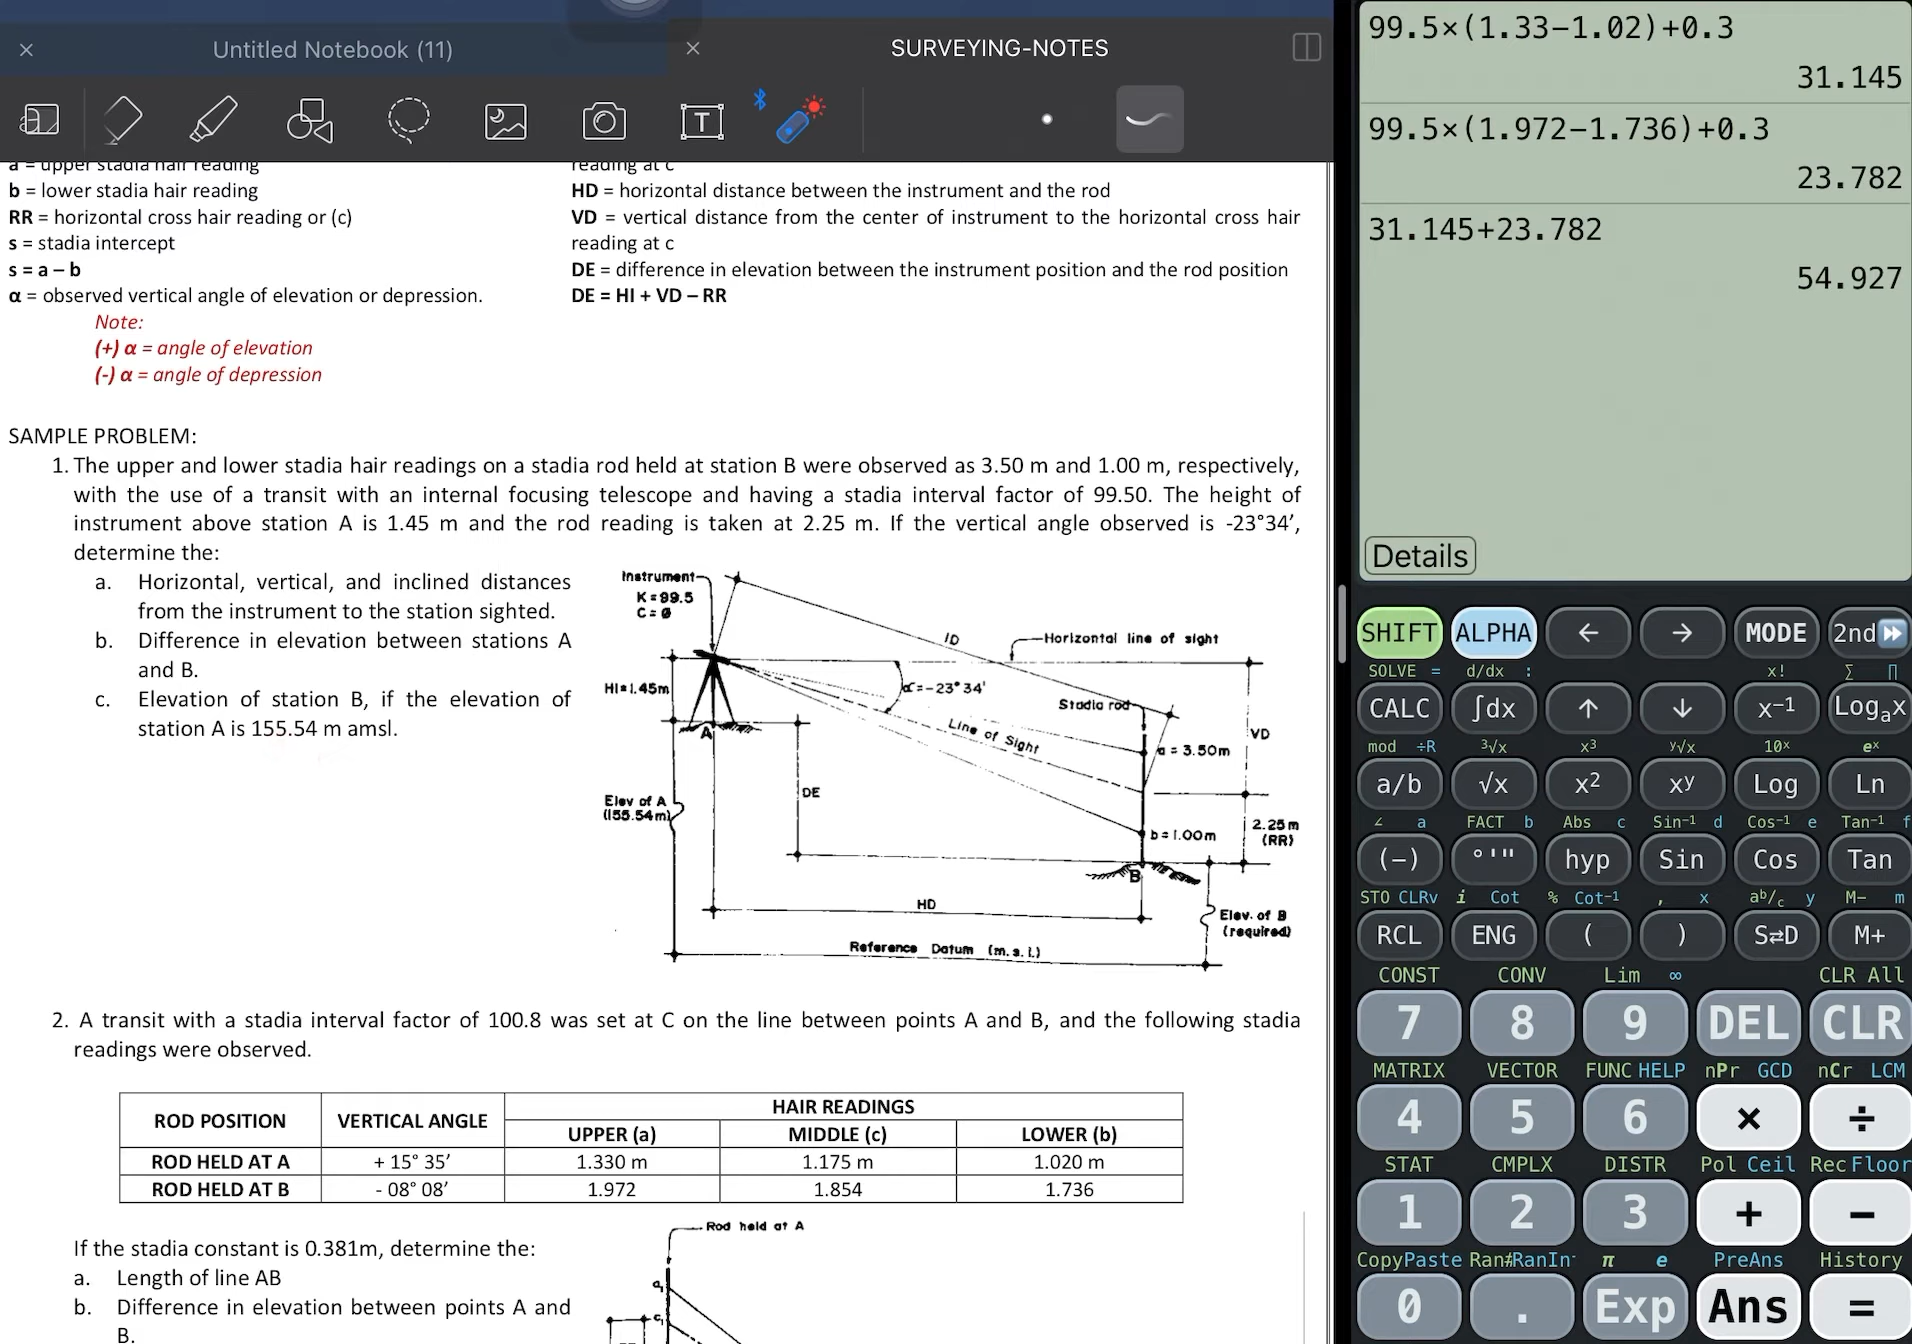 Untitled Notebook (11)
SURVEYING-NOTES
a = upper stadia hair reading
b = lower stadia hair reading
RR = horizontal cross hair reading or (c)
s = stadia intercept
s = a – b
α = observed vertical angle of elevation or depression.
Note:
(+) α = angle of elevation
(-) α = angle of depression
reading at c
HD = horizontal distance between the instrument and the rod
VD = vertical distance from the center of instrument to the horizontal cross hair
reading at c
DE = difference in elevation between the instrument position and the rod position
DE = HI + VD – RR
SAMPLE PROBLEM:
1. The upper and lower stadia hair readings on a stadia rod held at station B were observed as 3.50 m and 1.00 m, respectively,
with the use of a transit with an internal focusing telescope and having a stadia interval factor of 99.50. The height of
instrument above station A is 1.45 m and the rod reading is taken at 2.25 m. If the vertical angle observed is -23°34’,
determine the:
a. Horizontal, vertical, and inclined distances
from the instrument to the station sighted.
b. Difference in elevation between stations A
and B.
c. Elevation of station B, if the elevation of
station A is 155.54 m amsl.
Instrument
K=99.5
C=0
ID
Horizontal line of sight
HI=1.45m
α=-23°34'
Stadia rod
Line of Sight
a = 3.50m
VD
A
DE
Elev of A
(155.54m)
b=1.00m
2.25m
(RR)
B
HD
Elev. of B
(required)
Reference Datum (m.s.l.)
2. A transit with a stadia interval factor of 100.8 was set at C on the line between points A and B, and the following stadia
readings were observed.
ROD POSITION VERTICAL ANGLE HAIR READINGS
UPPER (a) MIDDLE (c) LOWER (b)
ROD HELD AT A + 15° 35’ 1.330 m 1.175 m 1.020 m
ROD HELD AT B - 08° 08’ 1.972 1.854 1.736
If the stadia constant is 0.381m, determine the:
a. Length of line AB
b. Difference in elevation between points A and
B.
Rod held at A
a₁
c₁
99.5×(1.33−1.02)+0.3
31.145
99.5×(1.972−1.736)+0.3
23.782
31.145+23.782
54.927
Details
SHIFT ALPHA ← → MODE 2nd
SOLVE = d/dx : x! ∑ ∏
CALC ∫dx ↑ ↓ x⁻¹ Logₐx
mod ÷R ³√x x³ ʸ√x 10ˣ eˣ
a/b √x x² xʸ Log Ln
∠ a FACT b Abs c Sin⁻¹ d Cos⁻¹ e Tan⁻¹ f
(−) °'" hyp Sin Cos Tan
STO CLRv i Cot % Cot⁻¹ , x aᵇ/c y M− m
RCL ENG ( ) S⇄D M+
CONST CONV Lim ∞ CLR All
7 8 9 DEL CLR
MATRIX VECTOR FUNC HELP nPr GCD nCr LCM
4 5 6 × ÷
STAT CMPLX DISTR Pol Ceil Rec Floor
1 2 3 + −
Copy Paste Ran# RanIn π e PreAns History
0 . Exp Ans =